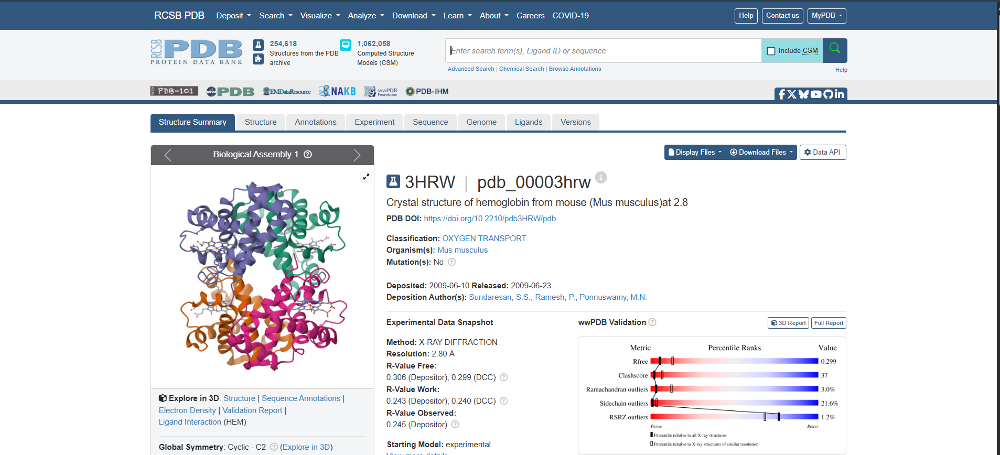 RCSB PDB Deposit Search Visualize Analyze Download Learn About Careers COVID-19 Help Contact us MyPDB
RCSB PDB
PROTEIN DATA BANK
254,618
Structures from the PDB
archive
1,062,058
Computed Structure
Models (CSM)
Enter search term(s), Ligand ID or sequence
Include CSM
Advanced Search | Chemical Search | Browse Annotations
Help
PDB-101 wwPDB EMDataResource NAKB wwPDB Foundation PDB-IHM
Structure Summary Structure Annotations Experiment Sequence Genome Ligands Versions
Biological Assembly 1
Display Files Download Files Data API
3HRW | pdb_00003hrw
Crystal structure of hemoglobin from mouse (Mus musculus)at 2.8
PDB DOI: https://doi.org/10.2210/pdb3HRW/pdb
Classification: OXYGEN TRANSPORT
Organism(s): Mus musculus
Mutation(s): No
Deposited: 2009-06-10 Released: 2009-06-23
Deposition Author(s): Sundaresan, S.S., Ramesh, P., Ponnuswamy, M.N.
Experimental Data Snapshot
Method: X-RAY DIFFRACTION
Resolution: 2.80 Å
R-Value Free:
0.306 (Depositor), 0.299 (DCC)
R-Value Work:
0.243 (Depositor), 0.240 (DCC)
R-Value Observed:
0.245 (Depositor)
Starting Model: experimental
View more details
wwPDB Validation
3D Report Full Report
Metric Percentile Ranks Value
Rfree 0.299
Clashscore 37
Ramachandran outliers 3.0%
Sidechain outliers 21.6%
RSRZ outliers 1.2%
Worse Better
Percentile relative to all X-ray structures
Percentile relative to X-ray structures of similar resolution
Explore in 3D: Structure | Sequence Annotations |
Electron Density | Validation Report |
Ligand Interaction (HEM)
Global Symmetry: Cyclic - C2 (Explore in 3D)